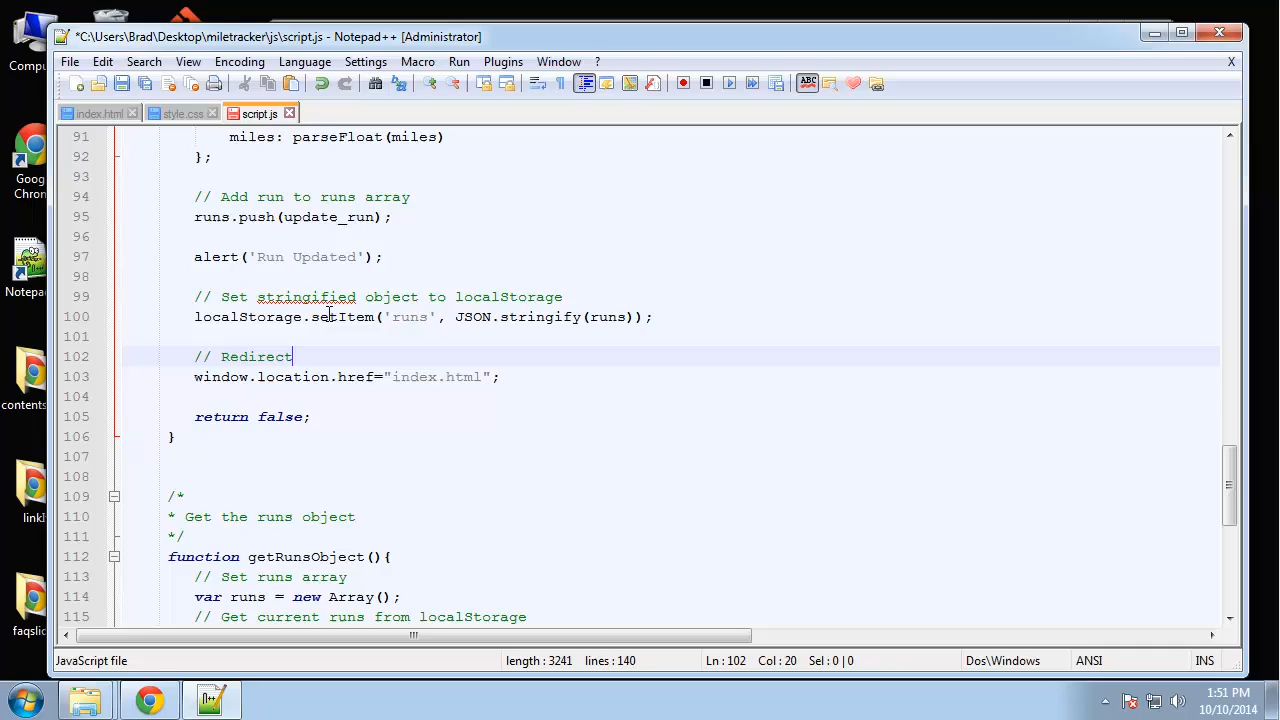 *C:\Users\Brad\Desktop\miletracker\js\script.js - Notepad++ [Administrator]
File Edit Search View Encoding Language Settings Macro Run Plugins Window ? X
index.html style.css script.js
91 miles: parseFloat(miles)
92 };
93
94 // Add run to runs array
95 runs.push(update_run);
96
97 alert('Run Updated');
98
99 // Set stringified object to localStorage
100 localStorage.setItem('runs', JSON.stringify(runs));
101
102 // Redirect
103 window.location.href="index.html";
104
105 return false;
106 }
107
108
109 /*
110 * Get the runs object
111 */
112 function getRunsObject(){
113 // Set runs array
114 var runs = new Array();
115 // Get current runs from localStorage
JavaScript file length : 3241 lines : 140 Ln : 102 Col : 20 Sel : 0 | 0 Dos\Windows ANSI INS
Compu
Goog
Chron
Notepa
contents
linkI
faqslic
1:51 PM
10/10/2014